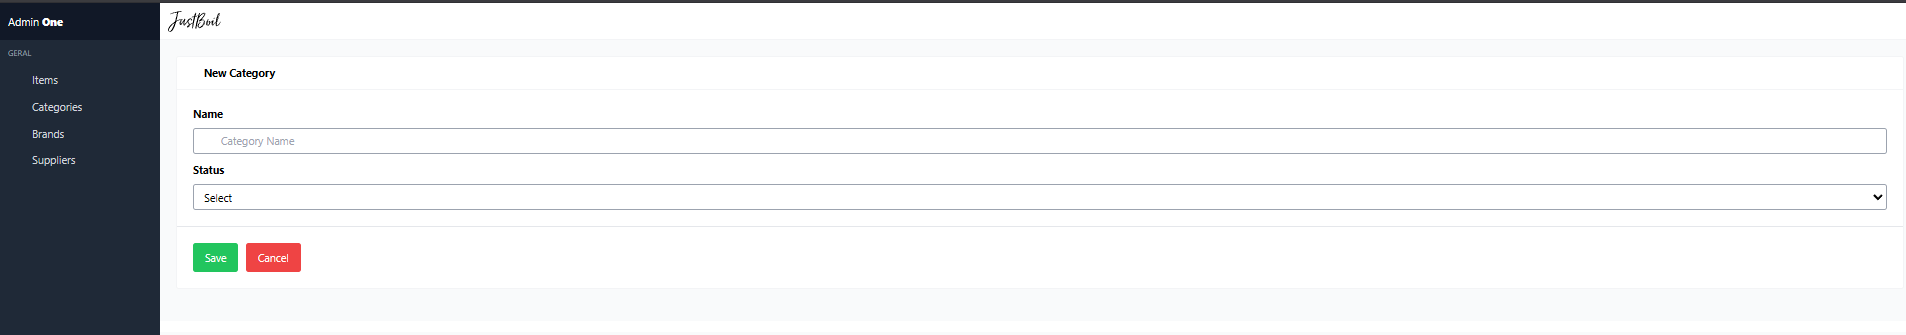 Admin One
JustBoil
GERAL
Items
Categories
Brands
Suppliers
New Category
Name
Category Name
Status
Select
Save Cancel